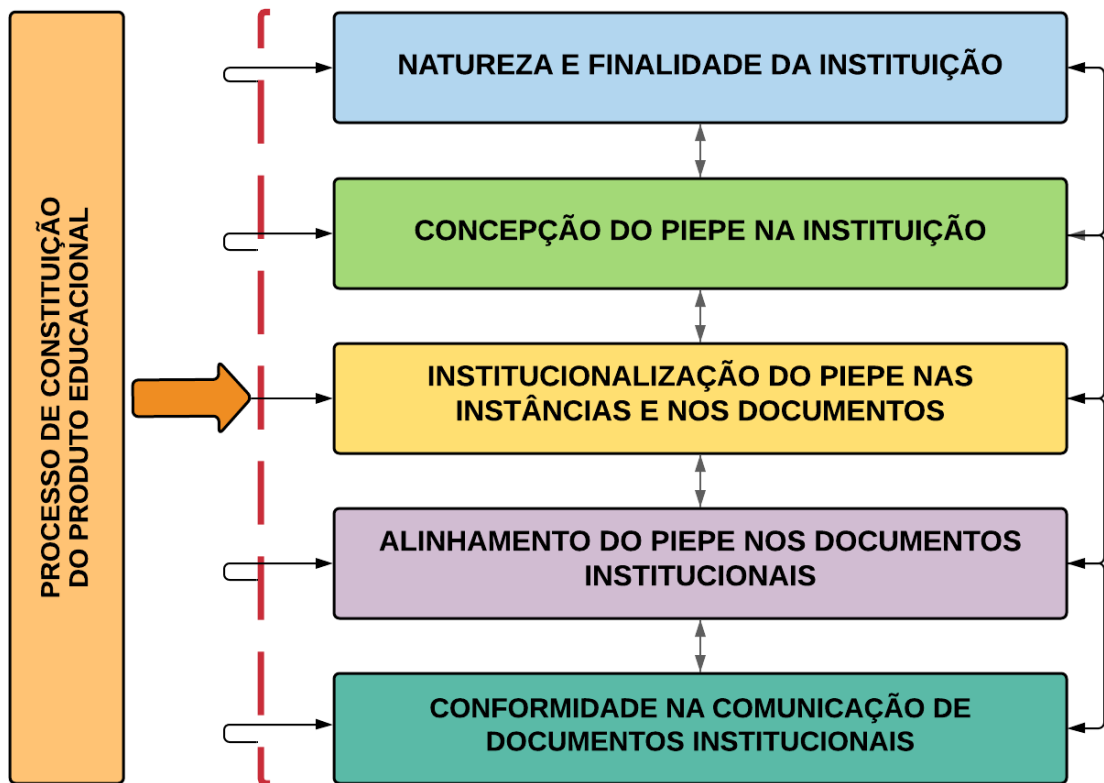 PROCESSO DE CONSTITUIÇÃO
DO PRODUTO EDUCACIONAL
NATUREZA E FINALIDADE DA INSTITUIÇÃO
CONCEPÇÃO DO PIEPE NA INSTITUIÇÃO
INSTITUCIONALIZAÇÃO DO PIEPE NAS
INSTÂNCIAS E NOS DOCUMENTOS
ALINHAMENTO DO PIEPE NOS DOCUMENTOS
INSTITUCIONAIS
CONFORMIDADE NA COMUNICAÇÃO DE
DOCUMENTOS INSTITUCIONAIS